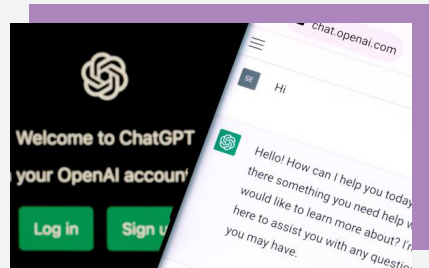 Welcome to ChatGPT
your OpenAI account
Log in
Sign
chat.openai.com
SE
Hi
Hello! How can I help you today
there something you need help
would like to learn more about? I'm
here to assist you with any
you may have.